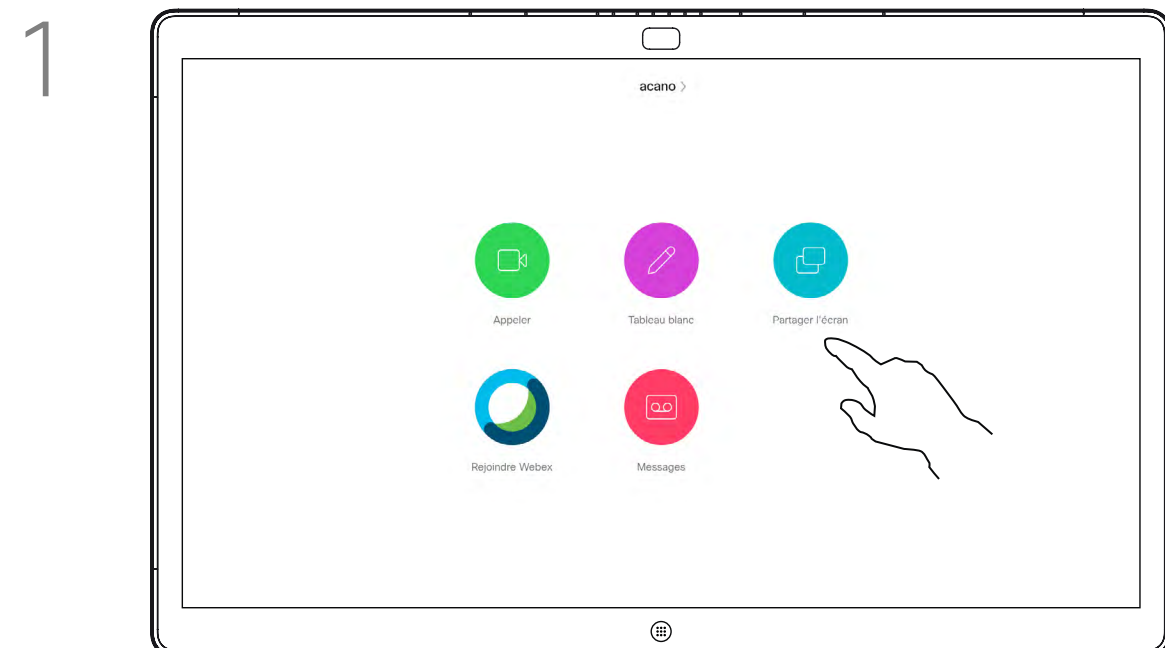 1
acano >
Appeler
Tableau blanc
Partager l'écran
Rejoindre Webex
Messages